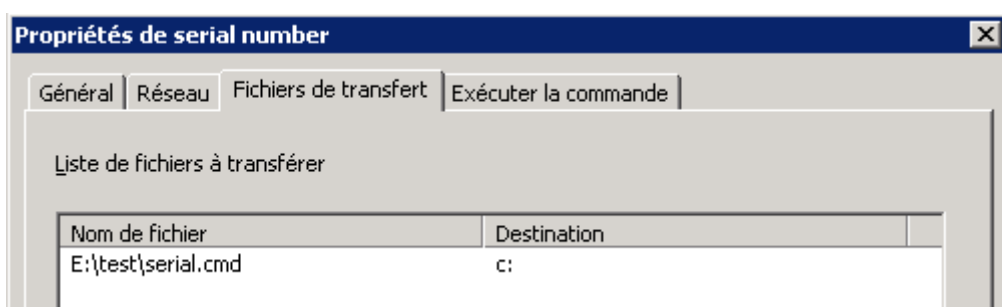 Propriétés de serial number
Général Réseau Fichiers de transfert Exécuter la commande
Liste de fichiers à transférer
Nom de fichier Destination
E:\test\serial.cmd c: